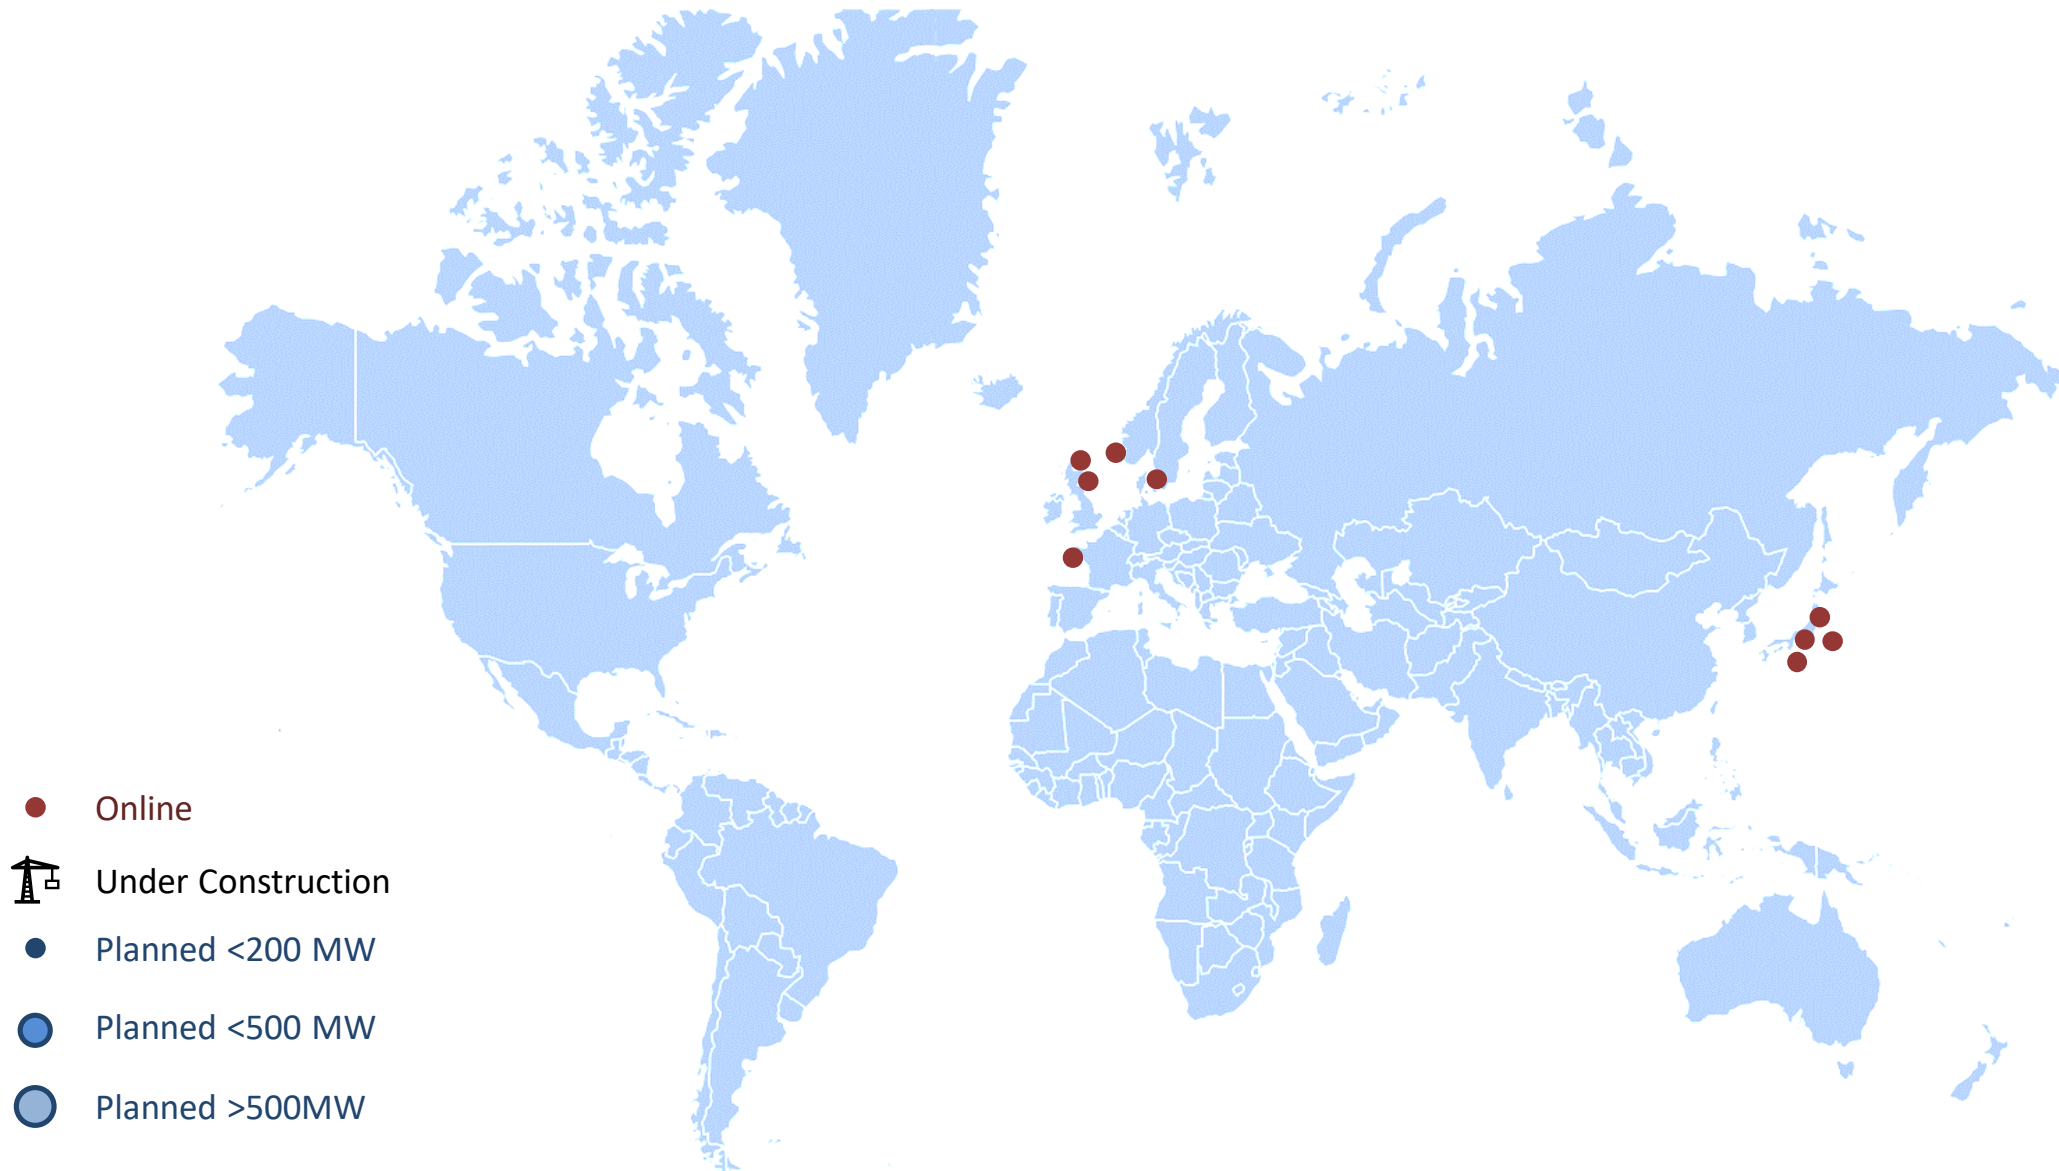 Online
Under Construction
Planned <200 MW
Planned <500 MW
Planned >500MW